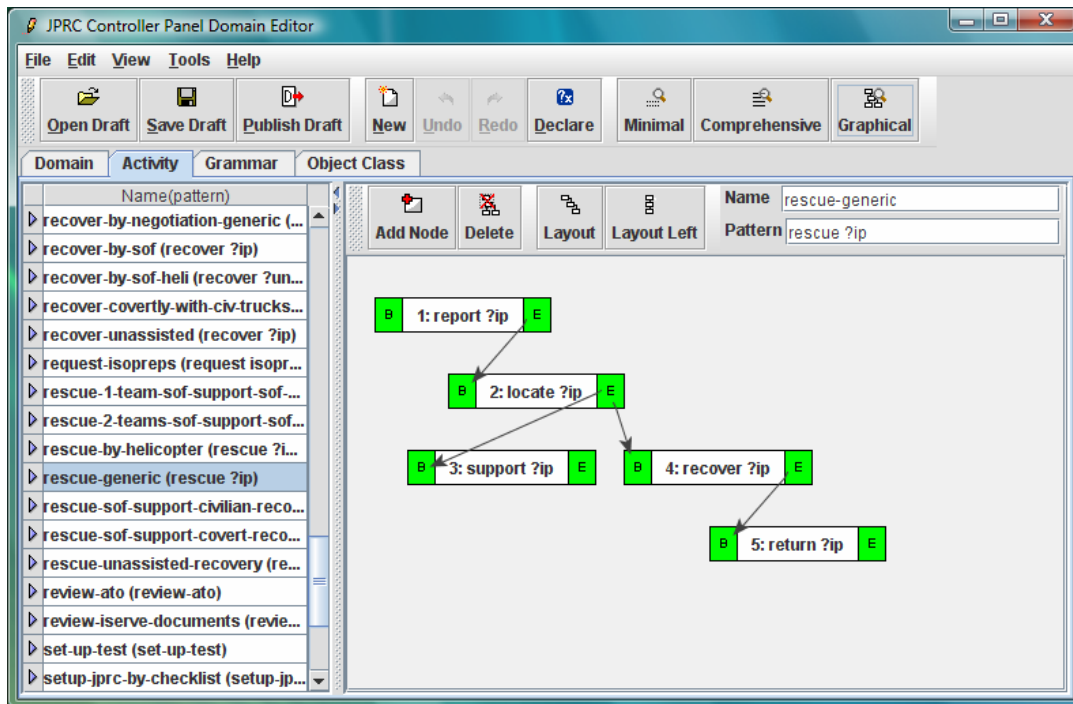 JPRC Controller Panel Domain Editor
File Edit View Tools Help
Open Draft Save Draft Publish Draft New Undo Redo Declare Minimal Comprehensive Graphical
Domain Activity Grammar Object Class
Name(pattern)
recover-by-negotiation-generic (...
recover-by-sof (recover ?ip)
recover-by-sof-heli (recover ?un...
recover-covertly-with-civ-trucks...
recover-unassisted (recover ?ip)
request-isopreps (request isopr...
rescue-1-team-sof-support-sof-...
rescue-2-teams-sof-support-sof...
rescue-by-helicopter (rescue ?i...
rescue-generic (rescue ?ip)
rescue-sof-support-civilian-reco...
rescue-sof-support-covert-reco...
rescue-unassisted-recovery (re...
review-ato (review-ato)
review-iserve-documents (revie...
set-up-test (set-up-test)
setup-jprc-by-checklist (setup-jp...
Add Node Delete Layout Layout Left
Name rescue-generic
Pattern rescue ?ip
B 1: report ?ip E
B 2: locate ?ip E
B 3: support ?ip E B 4: recover ?ip E
B 5: return ?ip E